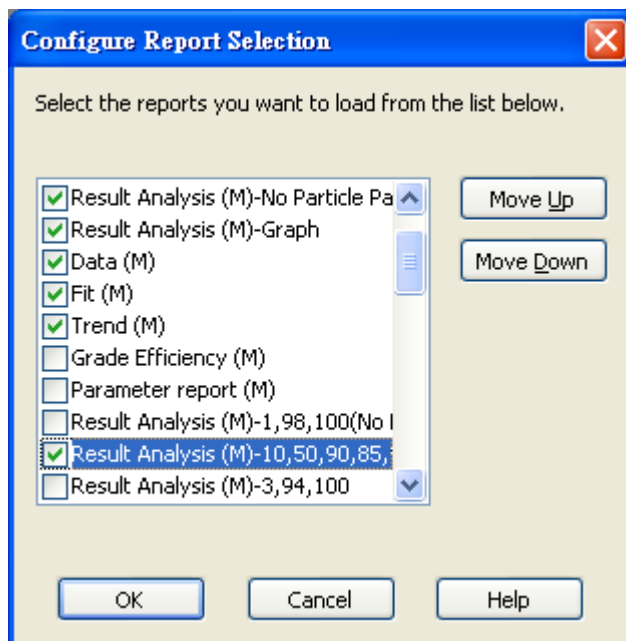 Configure Report Selection
Select the reports you want to load from the list below.
Result Analysis (M)-No Particle Pa
Result Analysis (M)-Graph
Data (M)
Fit (M)
Trend (M)
Grade Efficiency (M)
Parameter report (M)
Result Analysis (M)-1,98,100(No
Result Analysis (M)-10,50,90,85,
Result Analysis (M)-3,94,100
Move Up
Move Down
OK
Cancel
Help